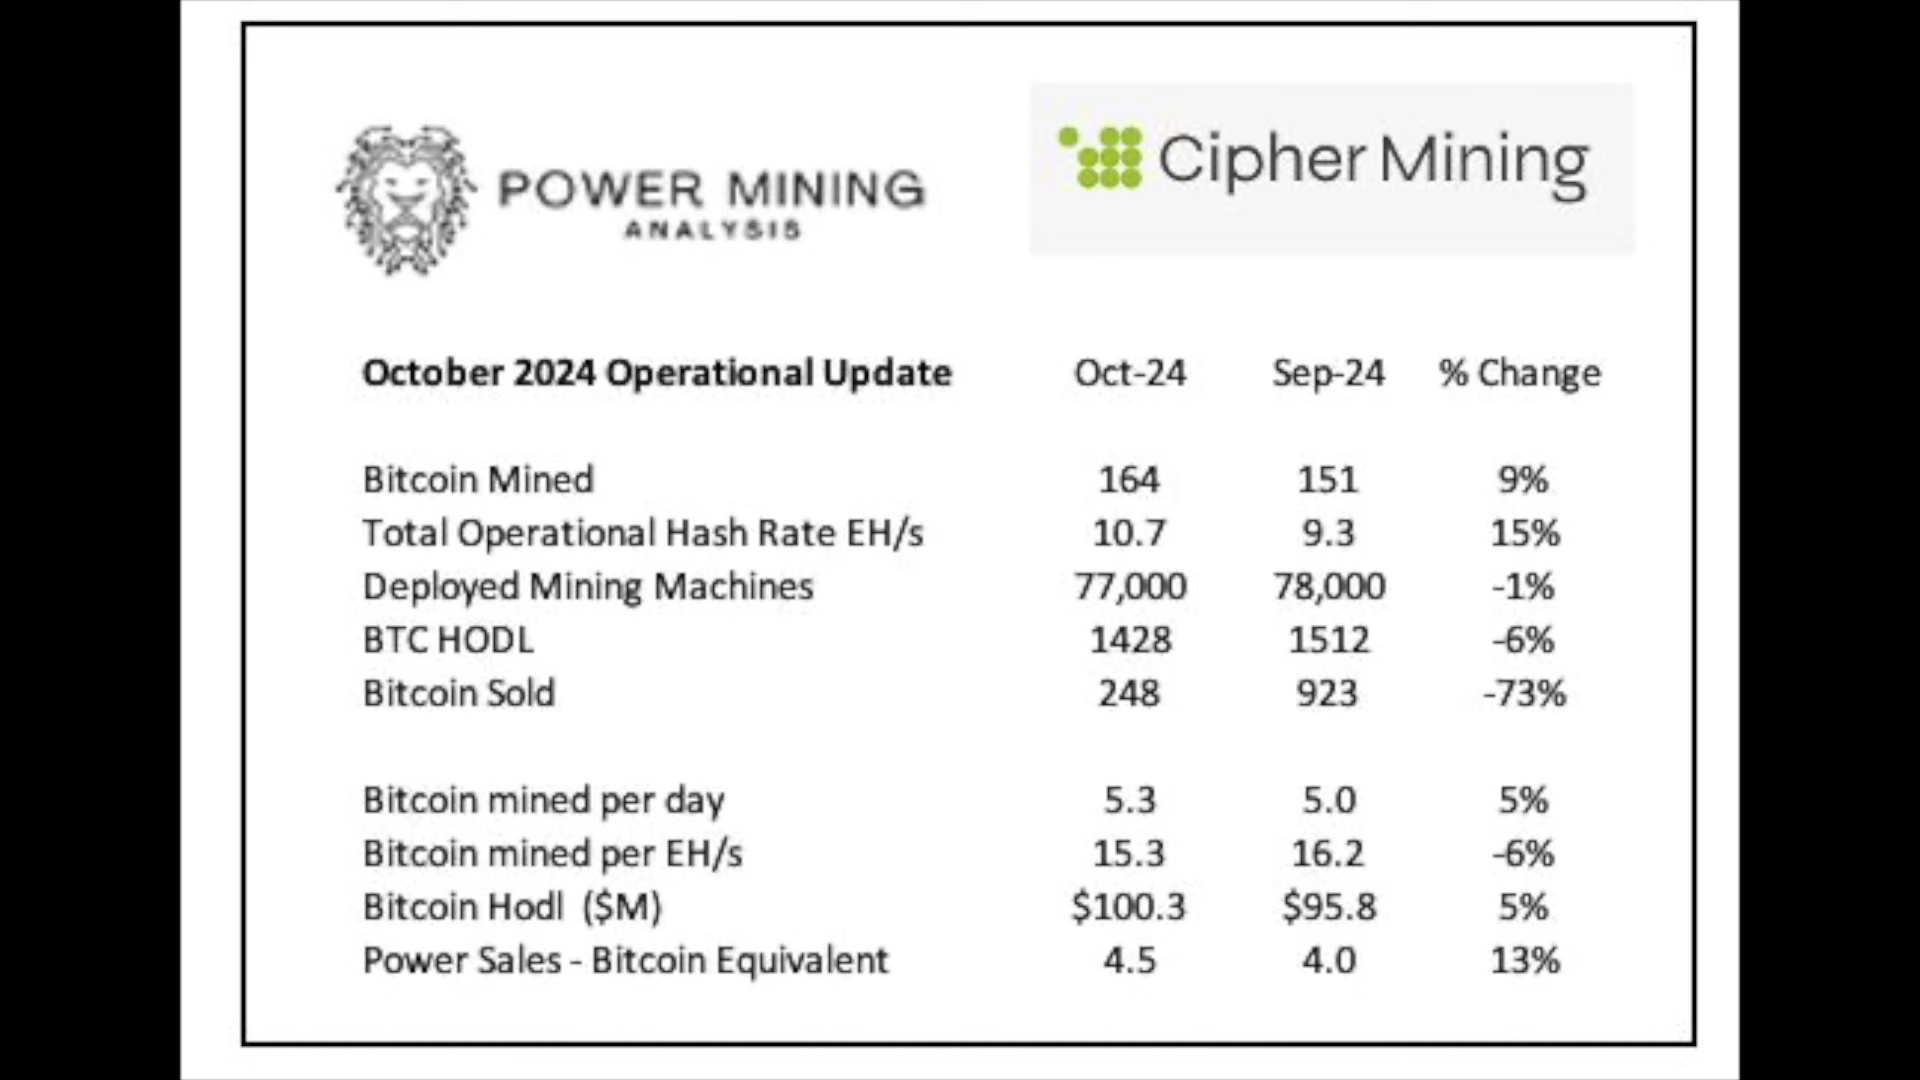 POWER MINING
ANALYSIS
Cipher Mining
October 2024 Operational Update Oct-24 Sep-24 % Change
Bitcoin Mined 164 151 9%
Total Operational Hash Rate EH/s 10.7 9.3 15%
Deployed Mining Machines 77,000 78,000 -1%
BTC HODL 1428 1512 -6%
Bitcoin Sold 248 923 -73%
Bitcoin mined per day 5.3 5.0 5%
Bitcoin mined per EH/s 15.3 16.2 -6%
Bitcoin Hodl ($M) $100.3 $95.8 5%
Power Sales - Bitcoin Equivalent 4.5 4.0 13%